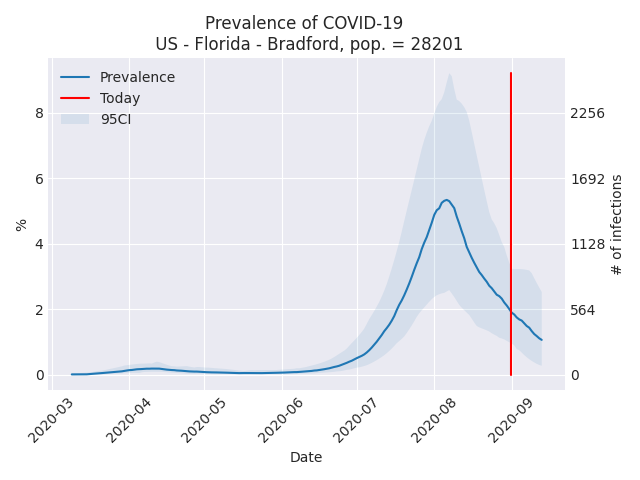 Prevalence of COVID-19
US - Florida - Bradford, pop. = 28201
Prevalence
Today
95CI
%
8
6
4
2
0
2256
1692
1128
564
0
# of infections
2020-03
2020-04
2020-05
2020-06
2020-07
2020-08
2020-09
Date